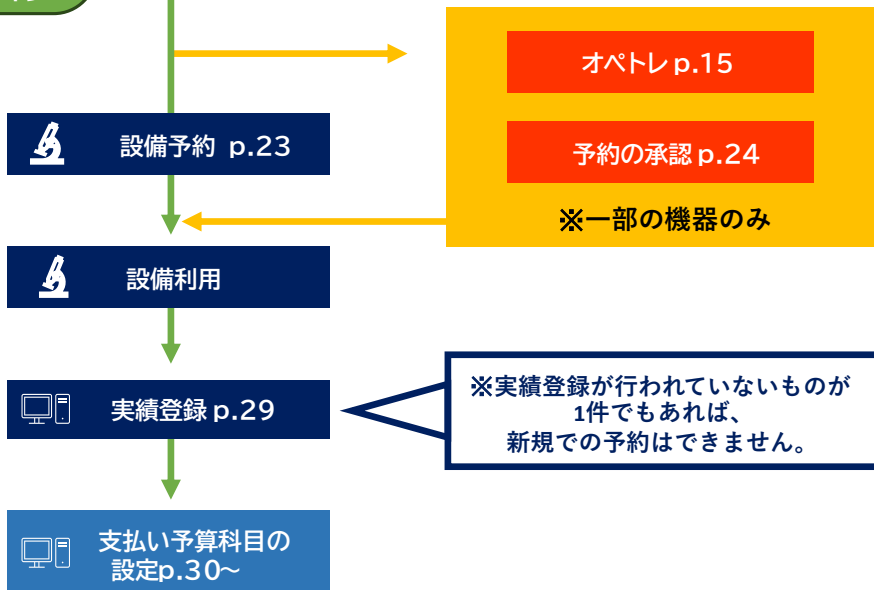 オペトレ p.15
設備予約 p.23
予約の承認 p.24
※一部の機器のみ
設備利用
実績登録 p.29
※実績登録が行われていないものが
1件でもあれば、
新規での予約はできません。
支払い予算科目の
設定p.30～